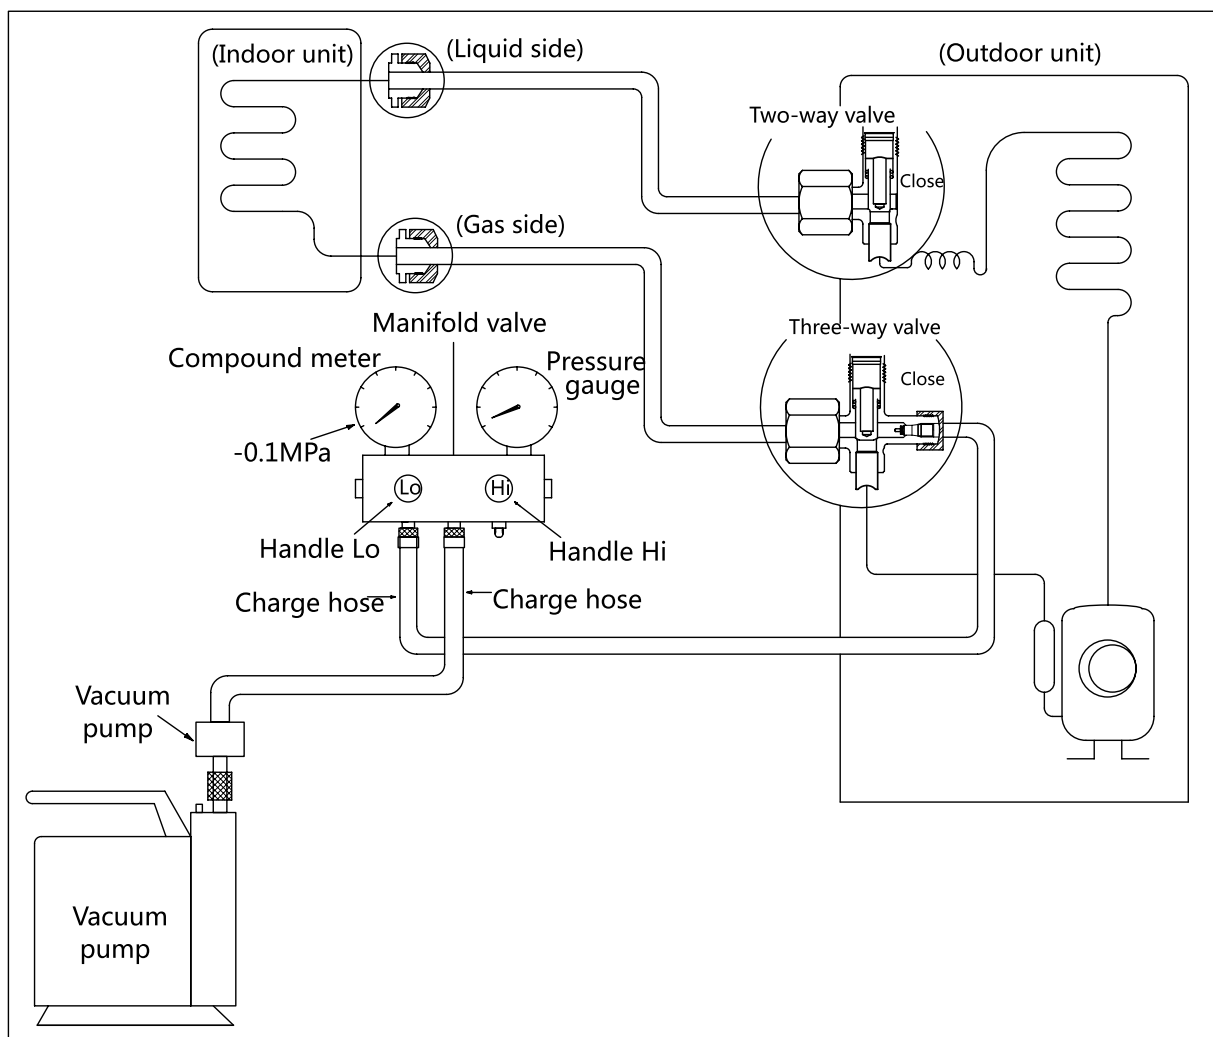 (Indoor unit)
(Liquid side)
(Outdoor unit)
Two-way valve
Close
(Gas side)
Manifold valve
Three-way valve
Compound meter
Pressure
gauge
Close
-0.1MPa
Lo
Hi
Handle Lo
Handle Hi
Charge hose
Charge hose
Vacuum
pump
Vacuum
pump